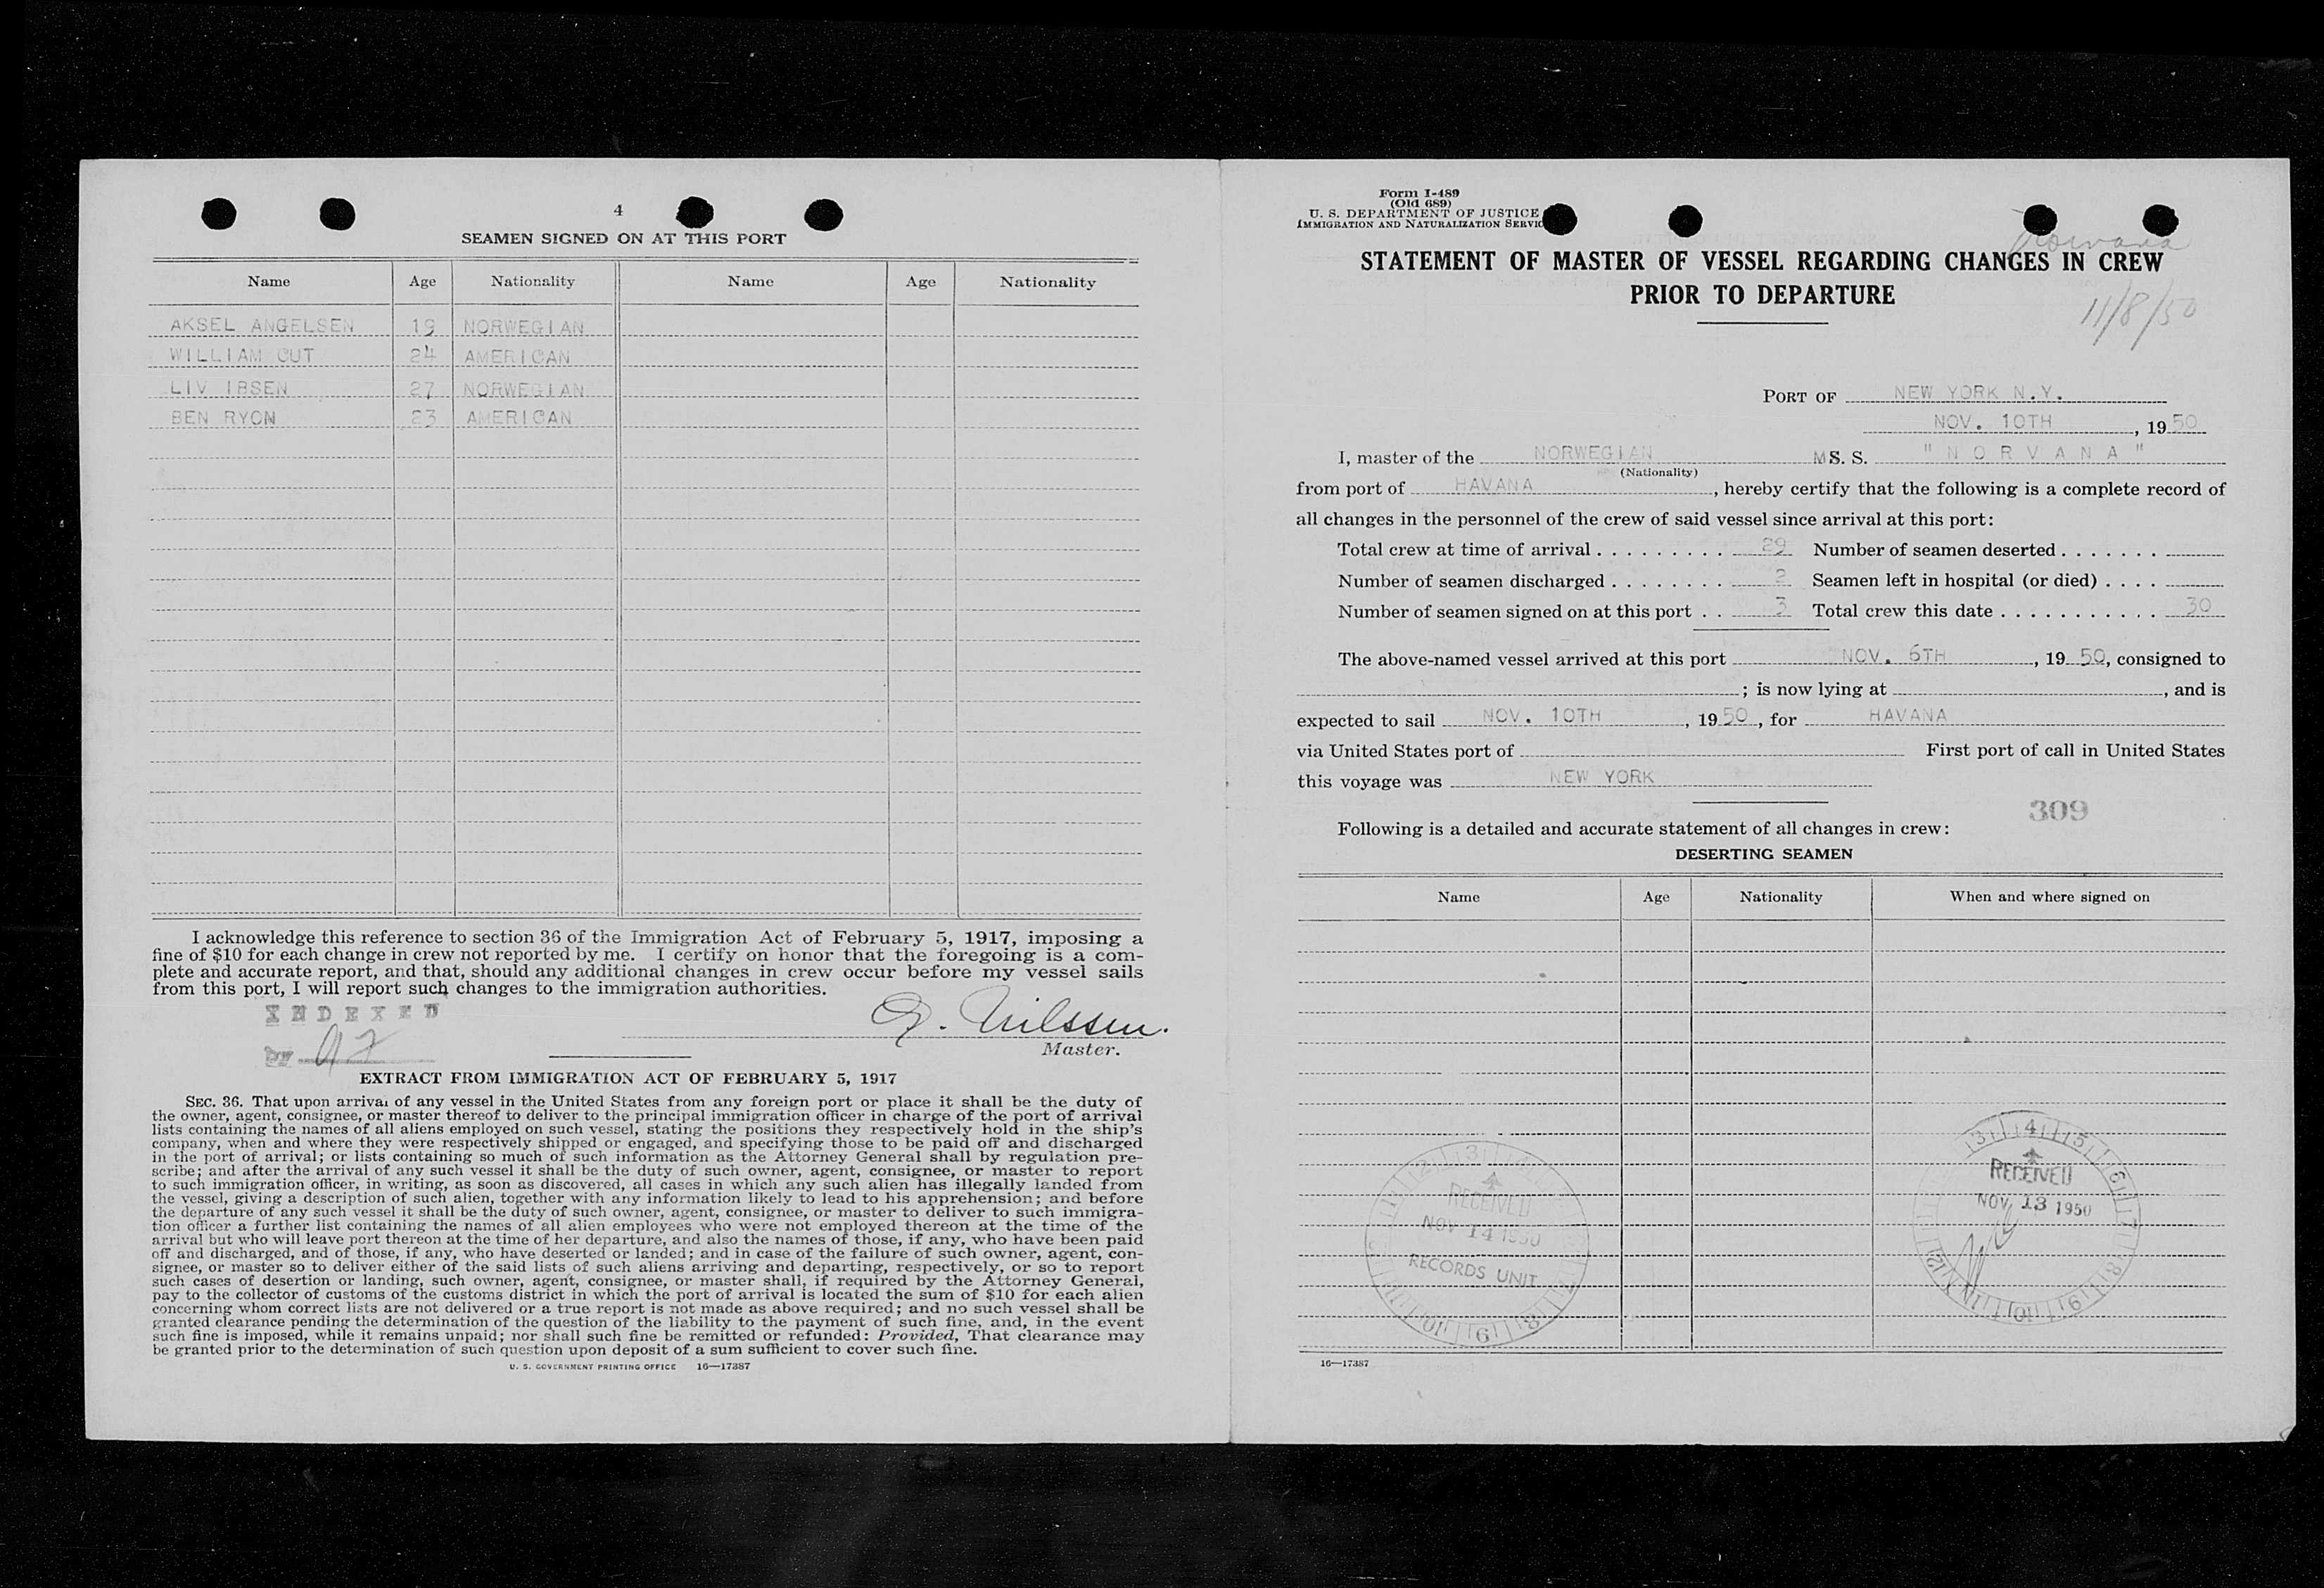 4
SEAMEN SIGNED ON AT THIS PORT
Name Age Nationality Name Age Nationality
AKSEL ANGELSEN 19 NORWEGIAN
WILLIAM CUT 24 AMERICAN
LIV IBSEN 27 NORWEGIAN
BEN RYON 23 AMERICAN
I acknowledge this reference to section 36 of the Immigration Act of February 5, 1917, imposing a
fine of $10 for each change in crew not reported by me. I certify on honor that the foregoing is a com-
plete and accurate report, and that, should any additional changes in crew occur before my vessel sails
from this port, I will report such changes to the immigration authorities.
INDEXED
BY
Nilssen.
Master.
EXTRACT FROM IMMIGRATION ACT OF FEBRUARY 5, 1917
SEC. 36. That upon arrival of any vessel in the United States from any foreign port or place it shall be the duty of
the owner, agent, consignee, or master thereof to deliver to the principal immigration officer in charge of the port of arrival
lists containing the names of all aliens employed on such vessel, stating the positions they respectively hold in the ship's
company, when and where they were respectively shipped or engaged, and specifying those to be paid off and discharged
in the port of arrival; or lists containing so much of such information as the Attorney General shall by regulation pre-
scribe; and after the arrival of any such vessel it shall be the duty of such owner, agent, consignee, or master to report
to such immigration officer, in writing, as soon as discovered, all cases in which any such alien has illegally landed from
the vessel, giving a description of such alien, together with any information likely to lead to his apprehension; and before
the departure of any such vessel it shall be the duty of such owner, agent, consignee, or master to deliver to such immigra-
tion officer a further list containing the names of all alien employees who were not employed thereon at the time of the
arrival but who will leave port thereon at the time of her departure, and also the names of those, if any, who have been paid
off and discharged, and of those, if any, who have deserted or landed; and in case of the failure of such owner, agent, con-
signee, or master so to deliver either of the said lists of such aliens arriving and departing, respectively, or so to report
such cases of desertion or landing, such owner, agent, consignee, or master shall, if required by the Attorney General,
pay to the collector of customs of the customs district in which the port of arrival is located the sum of $10 for each alien
concerning whom correct lists are not delivered or a true report is not made as above required; and no such vessel shall be
granted clearance pending the determination of the question of the liability to the payment of such fine, and, in the event
such fine is imposed, while it remains unpaid; nor shall such fine be remitted or refunded: Provided, That clearance may
be granted prior to the determination of such question upon deposit of a sum sufficient to cover such fine.
U. S. GOVERNMENT PRINTING OFFICE 16—17387
Form I-489
(Old 689)
U. S. DEPARTMENT OF JUSTICE
IMMIGRATION AND NATURALIZATION SERVIC
Norvana
STATEMENT OF MASTER OF VESSEL REGARDING CHANGES IN CREW
PRIOR TO DEPARTURE
11/8/50
PORT OF NEW YORK N.Y.
NOV. 10TH, 1950
I, master of the NORWEGIAN MS. S. "NORVANA"
(Nationality)
from port of HAVANA, hereby certify that the following is a complete record of
all changes in the personnel of the crew of said vessel since arrival at this port:
Total crew at time of arrival . . . . . . . . . 29 Number of seamen deserted . . . . . . .
Number of seamen discharged . . . . . . . . 2 Seamen left in hospital (or died) . . . .
Number of seamen signed on at this port . . 3 Total crew this date . . . . . . . . . . . 30
The above-named vessel arrived at this port NOV. 6TH, 1950, consigned to
; is now lying at , and is
expected to sail NOV. 10TH, 1950, for HAVANA
via United States port of First port of call in United States
this voyage was NEW YORK
309
Following is a detailed and accurate statement of all changes in crew:
DESERTING SEAMEN
Name Age Nationality When and where signed on
RECEIVED
NOV 14 1950
RECORDS UNIT
RECEIVED
NOV 13 1950
16—17387